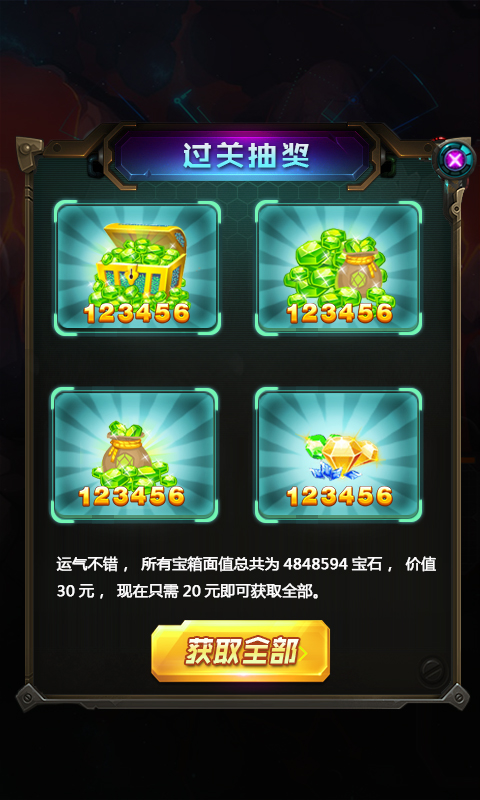 过关抽奖
123456
123456
123456
123456
运气不错， 所有宝箱面值总共为 4848594 宝石， 价值
30 元， 现在只需 20 元即可获取全部。
获取全部